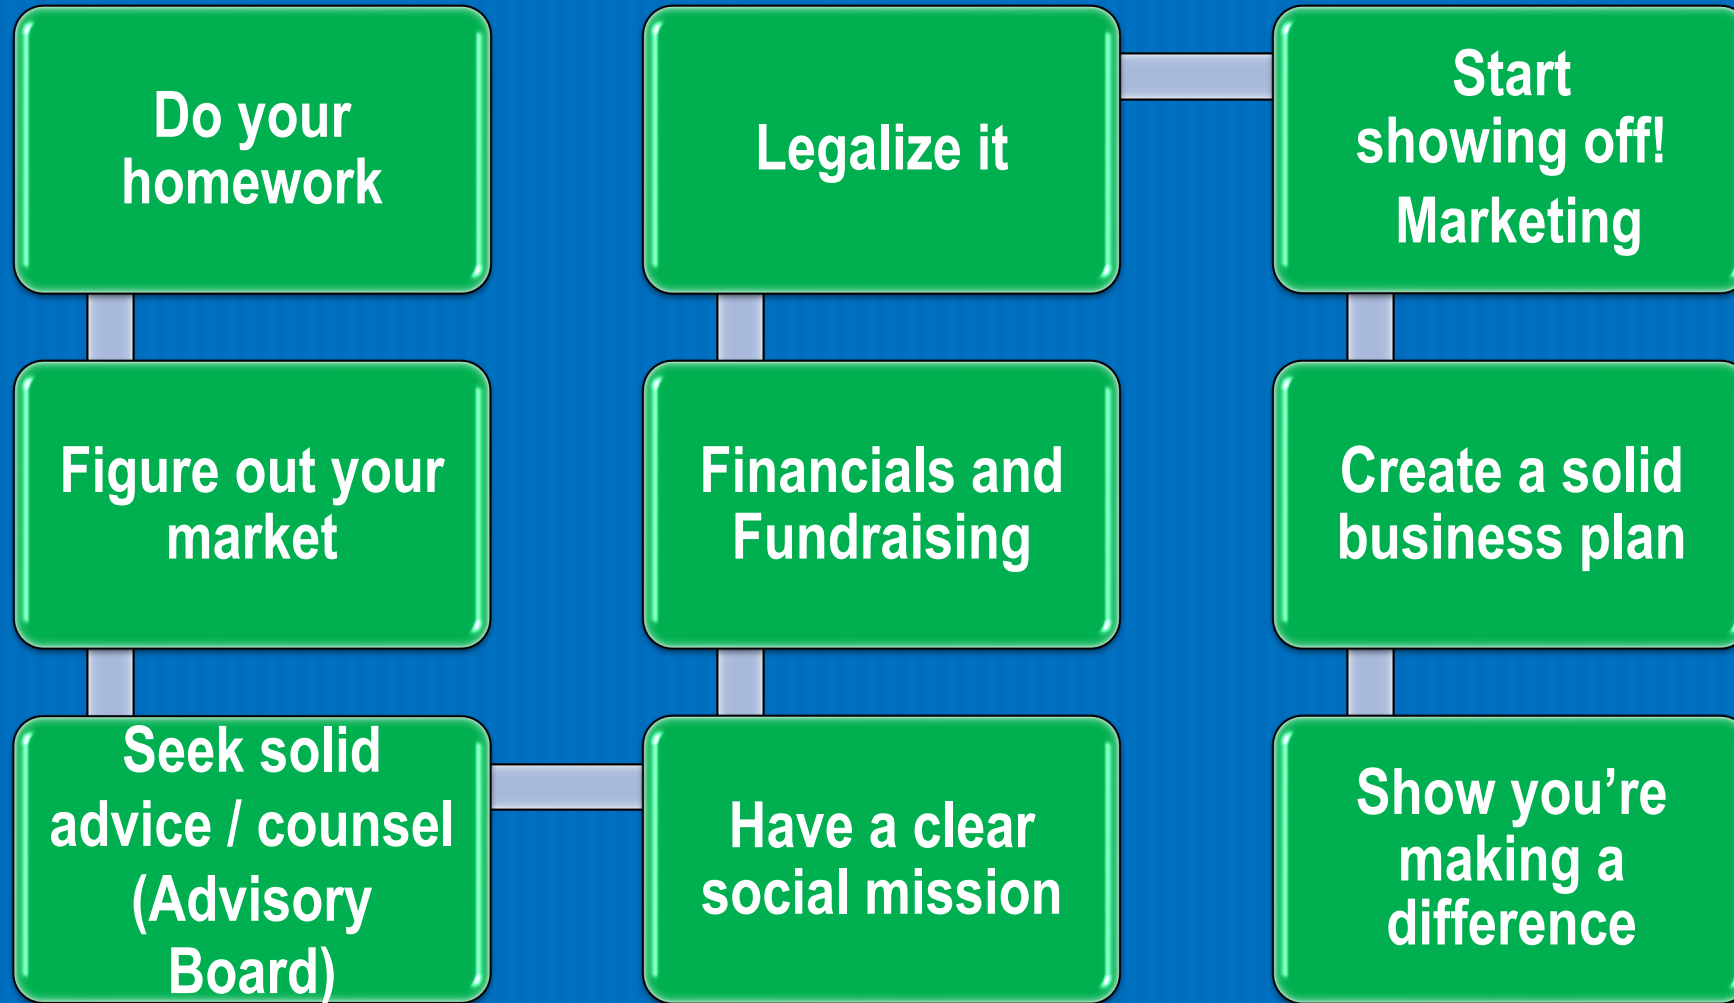 Do your
homework
Figure out your
market
Seek solid
advice / counsel
(Advisory
Board)
Have a clear
social mission
Financials and
Fundraising
Legalize it
Start
showing off!
Marketing
Create a solid
business plan
Show you’re
making a
difference